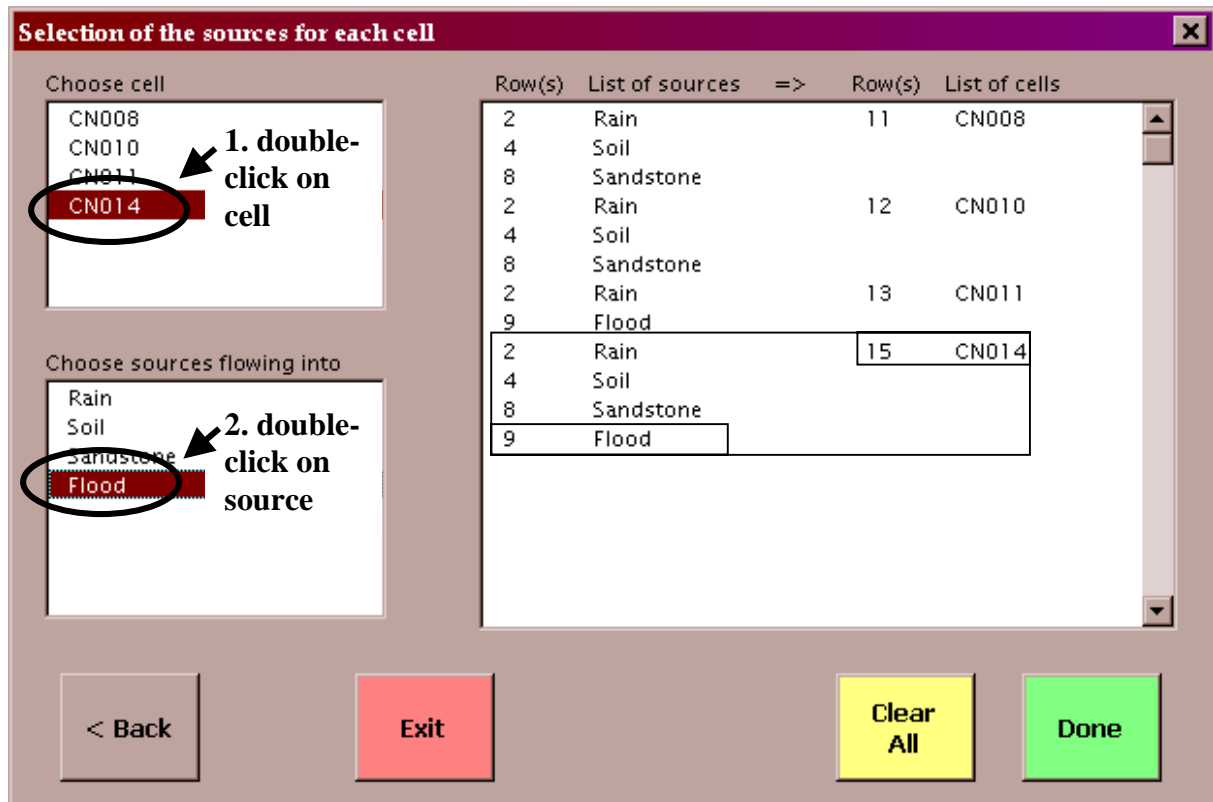 Selection of the sources for each cell
Choose cell
CN008
CN010
CN011
CN014
1. double-
click on
cell
Choose sources flowing into
Rain
Soil
Sandstone
Flood
2. double-
click on
source
Row(s) List of sources => Row(s) List of cells
2 Rain 11 CN008
4 Soil
8 Sandstone
2 Rain 12 CN010
4 Soil
8 Sandstone
2 Rain 13 CN011
9 Flood
2 Rain 15 CN014
4 Soil
8 Sandstone
9 Flood
< Back
Exit
Clear
All
Done